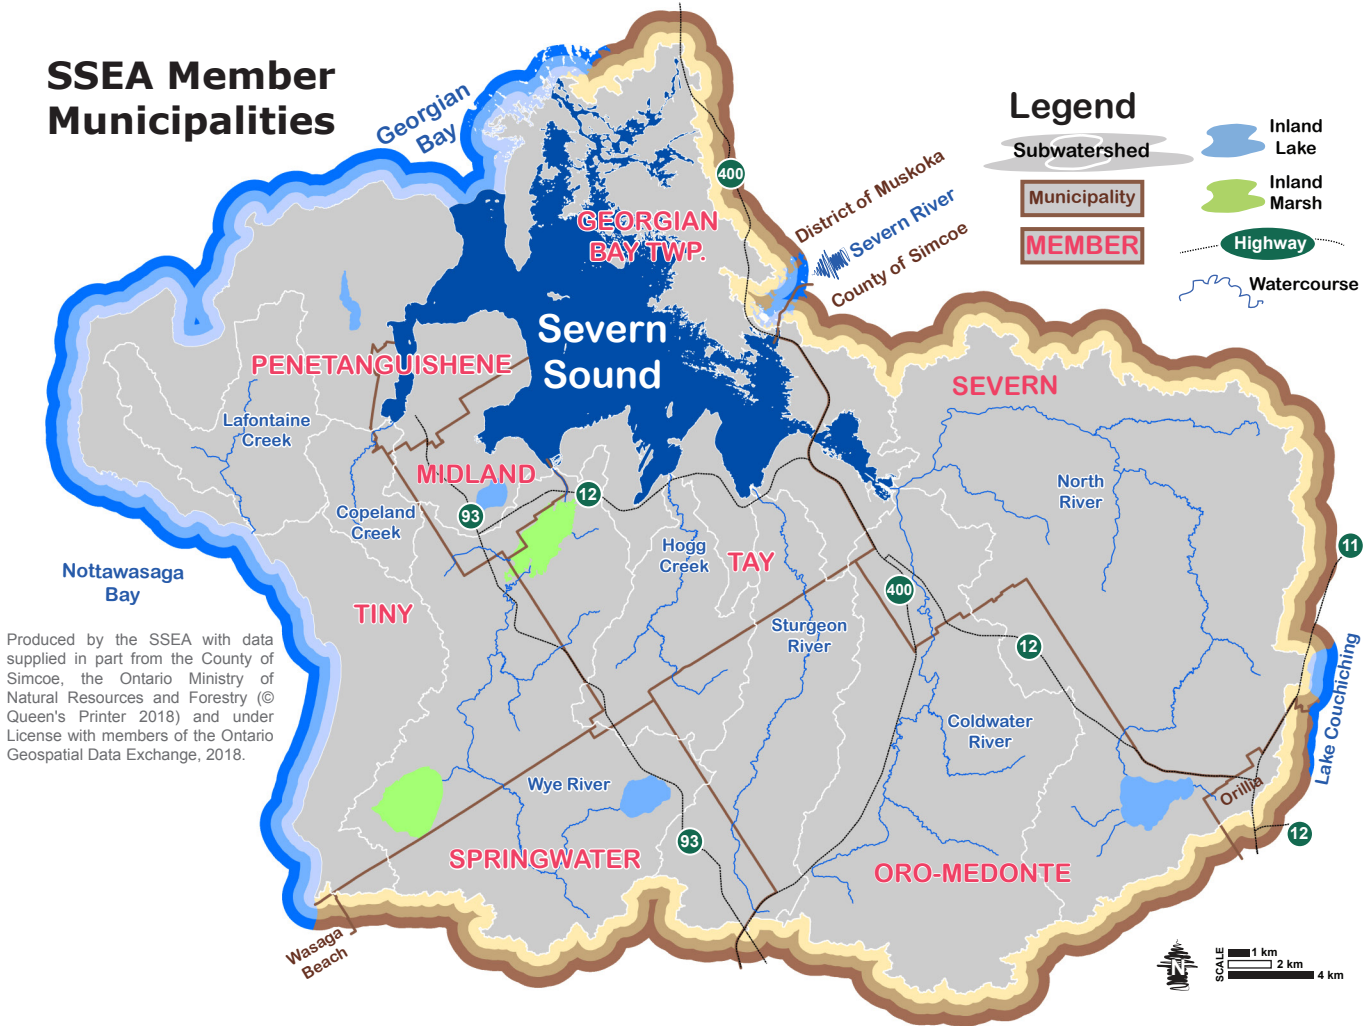 SSEA Member
Municipalities
Georgian
Bay
Legend
Subwatershed
Municipality
MEMBER
Inland
Lake
Inland
Marsh
Highway
Watercourse
400
District of Muskoka
Severn River
County of Simcoe
GEORGIAN
BAY TWP.
Severn
Sound
PENETANGUISHENE
SEVERN
Lafontaine
Creek
MIDLAND
12
93
Copeland
Creek
North
River
Hogg
Creek
TAY
11
400
Nottawasaga
Bay
TINY
Sturgeon
River
12
Produced by the SSEA with data
supplied in part from the County of
Simcoe, the Ontario Ministry of
Natural Resources and Forestry (©
Queen's Printer 2018) and under
License with members of the Ontario
Geospatial Data Exchange, 2018.
Lake Couchiching
Coldwater
River
Wye River
Orillia
93
12
SPRINGWATER
ORO-MEDONTE
Wasaga
Beach
N
SCALE
1 km
2 km
4 km